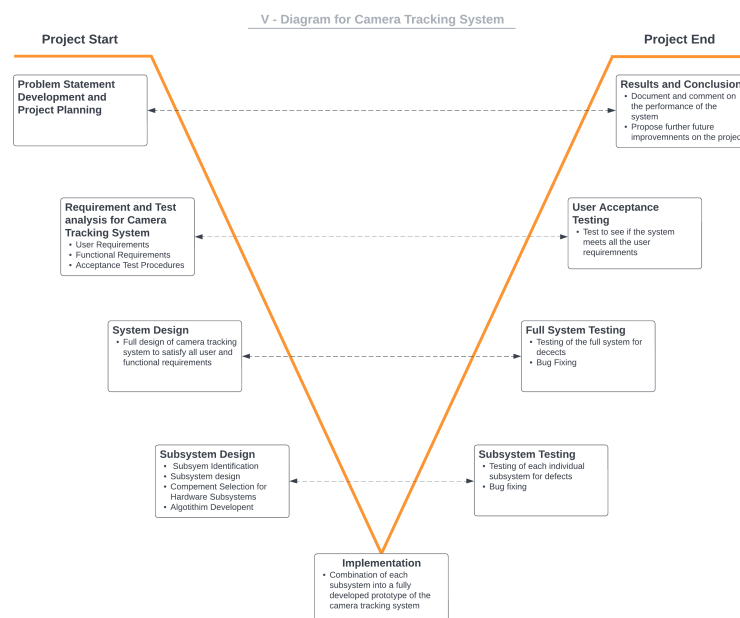 V - Diagram for Camera Tracking System
Project Start
Project End
Problem Statement
Development and
Project Planning
Results and Conclusion
• Document and comment on
the performance of the
system
• Propose further future
improvemnents on the projec
Requirement and Test
analysis for Camera
Tracking System
• User Requirements
• Functional Requirements
• Acceptance Test Procedures
User Acceptance
Testing
• Test to see if the system
meets all the user
requiremnents
System Design
• Full design of camera tracking
system to satisfy all user and
functional requirements
Full System Testing
• Testing of the full system for
decects
• Bug Fixing
Subsystem Design
• Subsyem Identification
• Subsystem design
• Compement Selection for
Hardware Subsystems
• Algotithim Developent
Subsystem Testing
• Testing of each individual
subsystem for defects
• Bug fixing
Implementation
• Combination of each
subsystem into a fully
developed prototype of the
camera tracking system